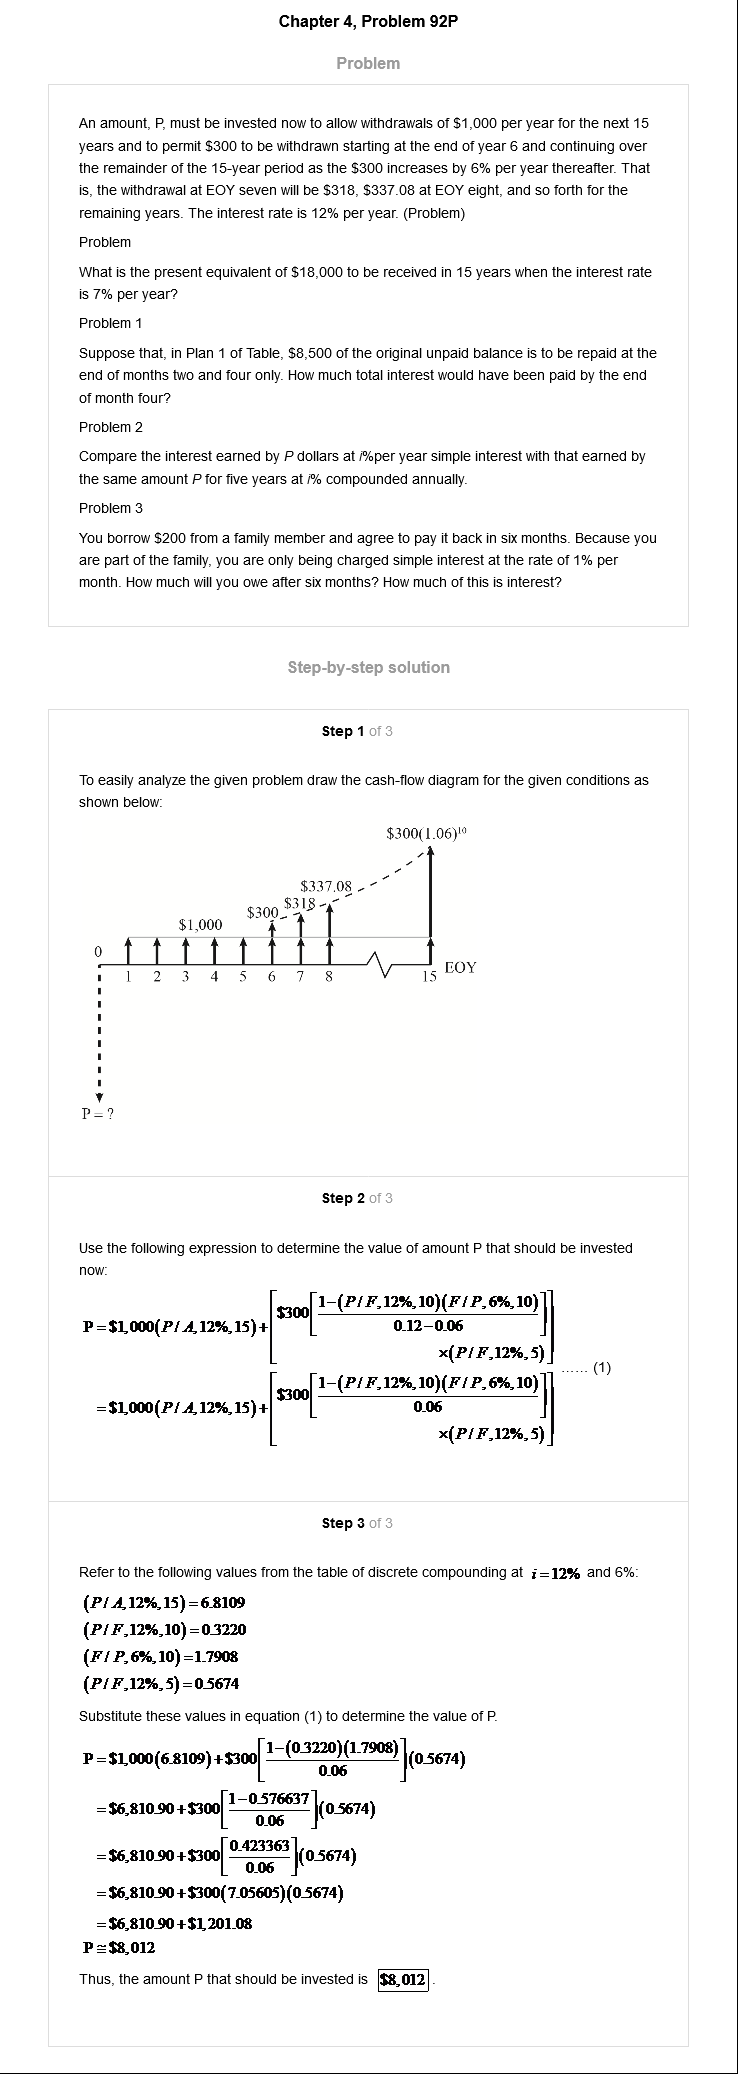 Chapter 4, Problem 92P
Problem
An amount, P, must be invested now to allow withdrawals of $1,000 per year for the next 15
years and to permit $300 to be withdrawn starting at the end of year 6 and continuing over
the remainder of the 15-year period as the $300 increases by 6% per year thereafter. That
is, the withdrawal at EOY seven will be $318, $337.08 at EOY eight, and so forth for the
remaining years. The interest rate is 12% per year. (Problem)
Problem
What is the present equivalent of $18,000 to be received in 15 years when the interest rate
is 7% per year?
Problem 1
Suppose that, in Plan 1 of Table, $8,500 of the original unpaid balance is to be repaid at the
end of months two and four only. How much total interest would have been paid by the end
of month four?
Problem 2
Compare the interest earned by P dollars at i%per year simple interest with that earned by
the same amount P for five years at i% compounded annually.
Problem 3
You borrow $200 from a family member and agree to pay it back in six months. Because you
are part of the family, you are only being charged simple interest at the rate of 1% per
month. How much will you owe after six months? How much of this is interest?
Step-by-step solution
Step 1 of 3
To easily analyze the given problem draw the cash-flow diagram for the given conditions as
shown below:
$300(1.06)¹⁰
$337.08
$318
$300
$1,000
0
1 2 3 4 5 6 7 8 15 EOY
P = ?
Step 2 of 3
Use the following expression to determine the value of amount P that should be invested
now:
P = $1,000(P/A,12%,15)+[$300[1−(P/F,12%,10)(F/P,6%,10)
0.12−0.06]
×(P/F,12%,5)]
...... (1)
= $1,000(P/A,12%,15)+[$300[1−(P/F,12%,10)(F/P,6%,10)
0.06]
×(P/F,12%,5)]
Step 3 of 3
Refer to the following values from the table of discrete compounding at i=12% and 6%:
(P/A,12%,15)=6.8109
(P/F,12%,10)=0.3220
(F/P,6%,10)=1.7908
(P/F,12%,5)=0.5674
Substitute these values in equation (1) to determine the value of P.
P=$1,000(6.8109)+$300[1−(0.3220)(1.7908)
0.06](0.5674)
=$6,810.90+$300[1−0.576637
0.06](0.5674)
=$6,810.90+$300[0.423363
0.06](0.5674)
=$6,810.90+$300(7.05605)(0.5674)
=$6,810.90+$1,201.08
P≅$8,012
Thus, the amount P that should be invested is $8,012.